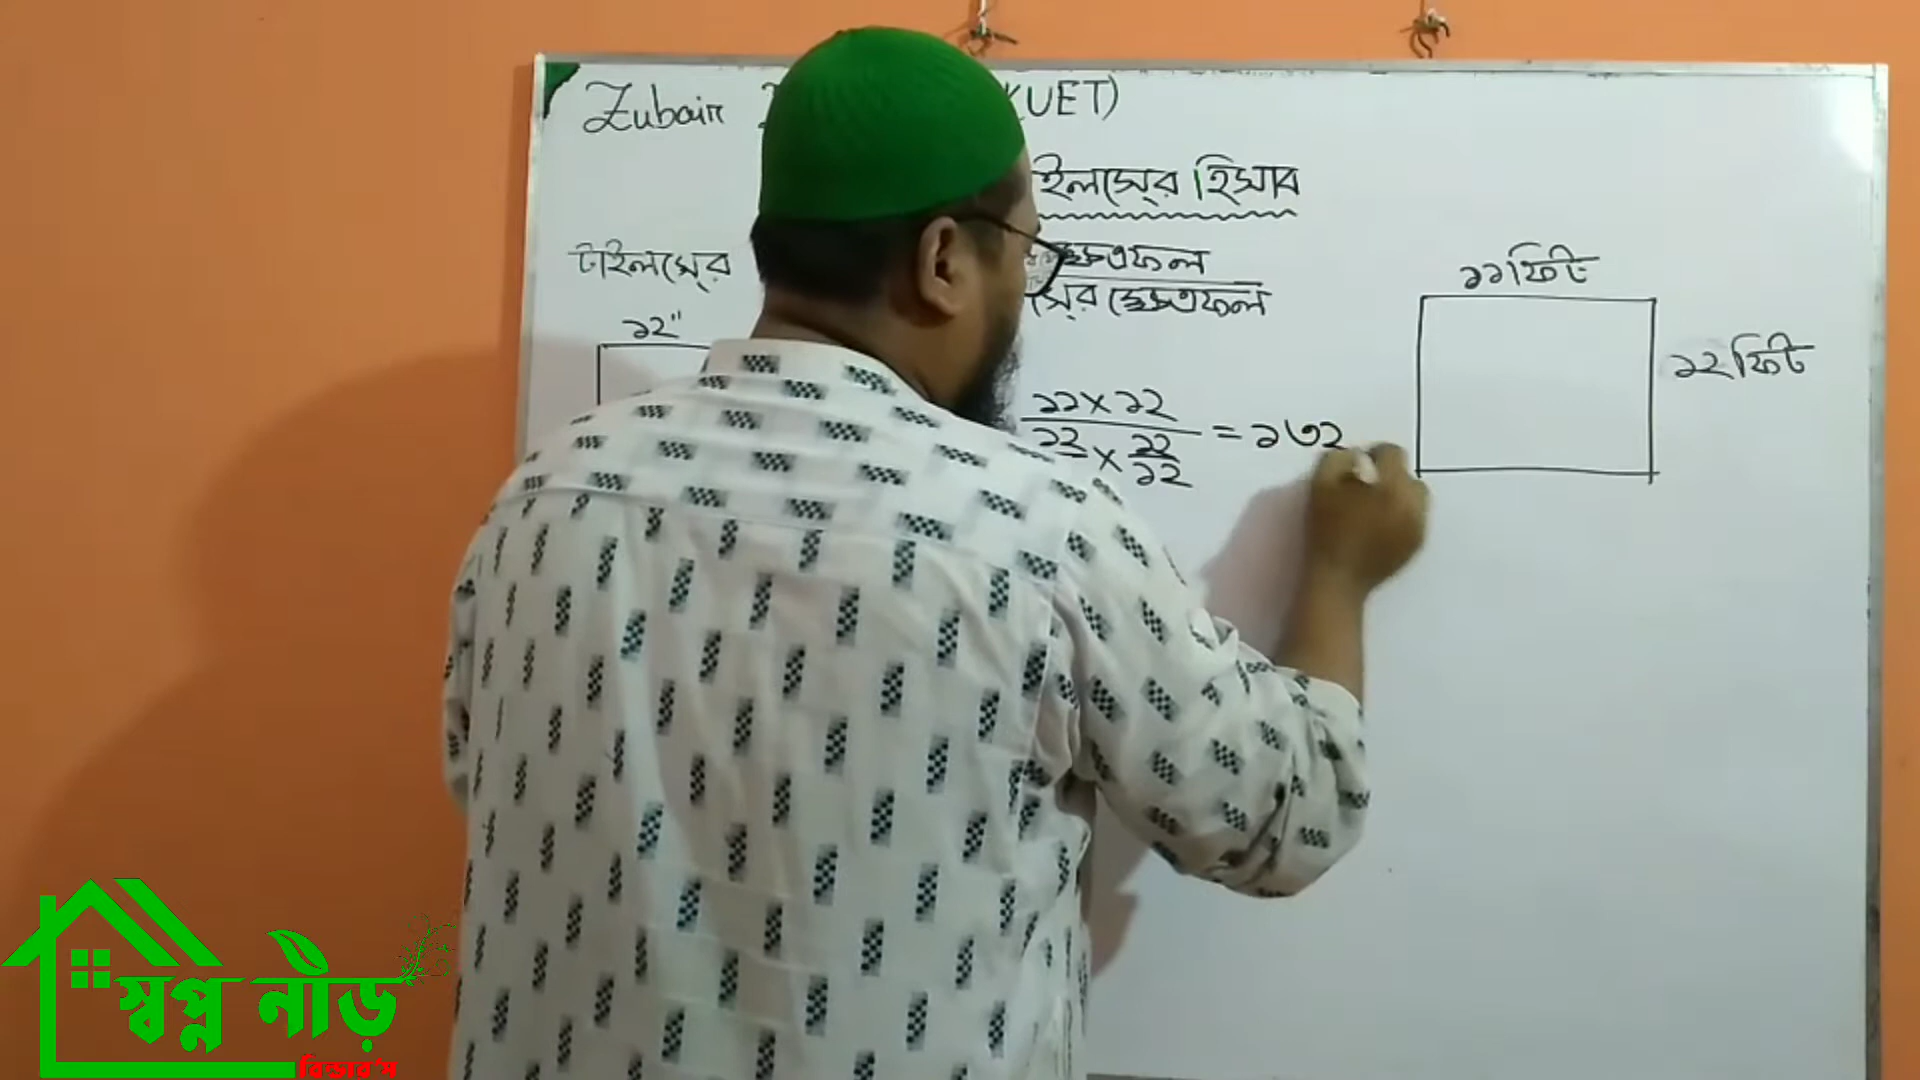 Zubair KUET)
ইলসের হিসাব
টাইলসের ক্ষেত্রফল
সের ক্ষেত্রফল
১২"
১১ফিট
১২ফিট
১১×১২
১২ × ১২ = ১৩২
১২
স্বপ্ন নীড়
বিল্ডার'স